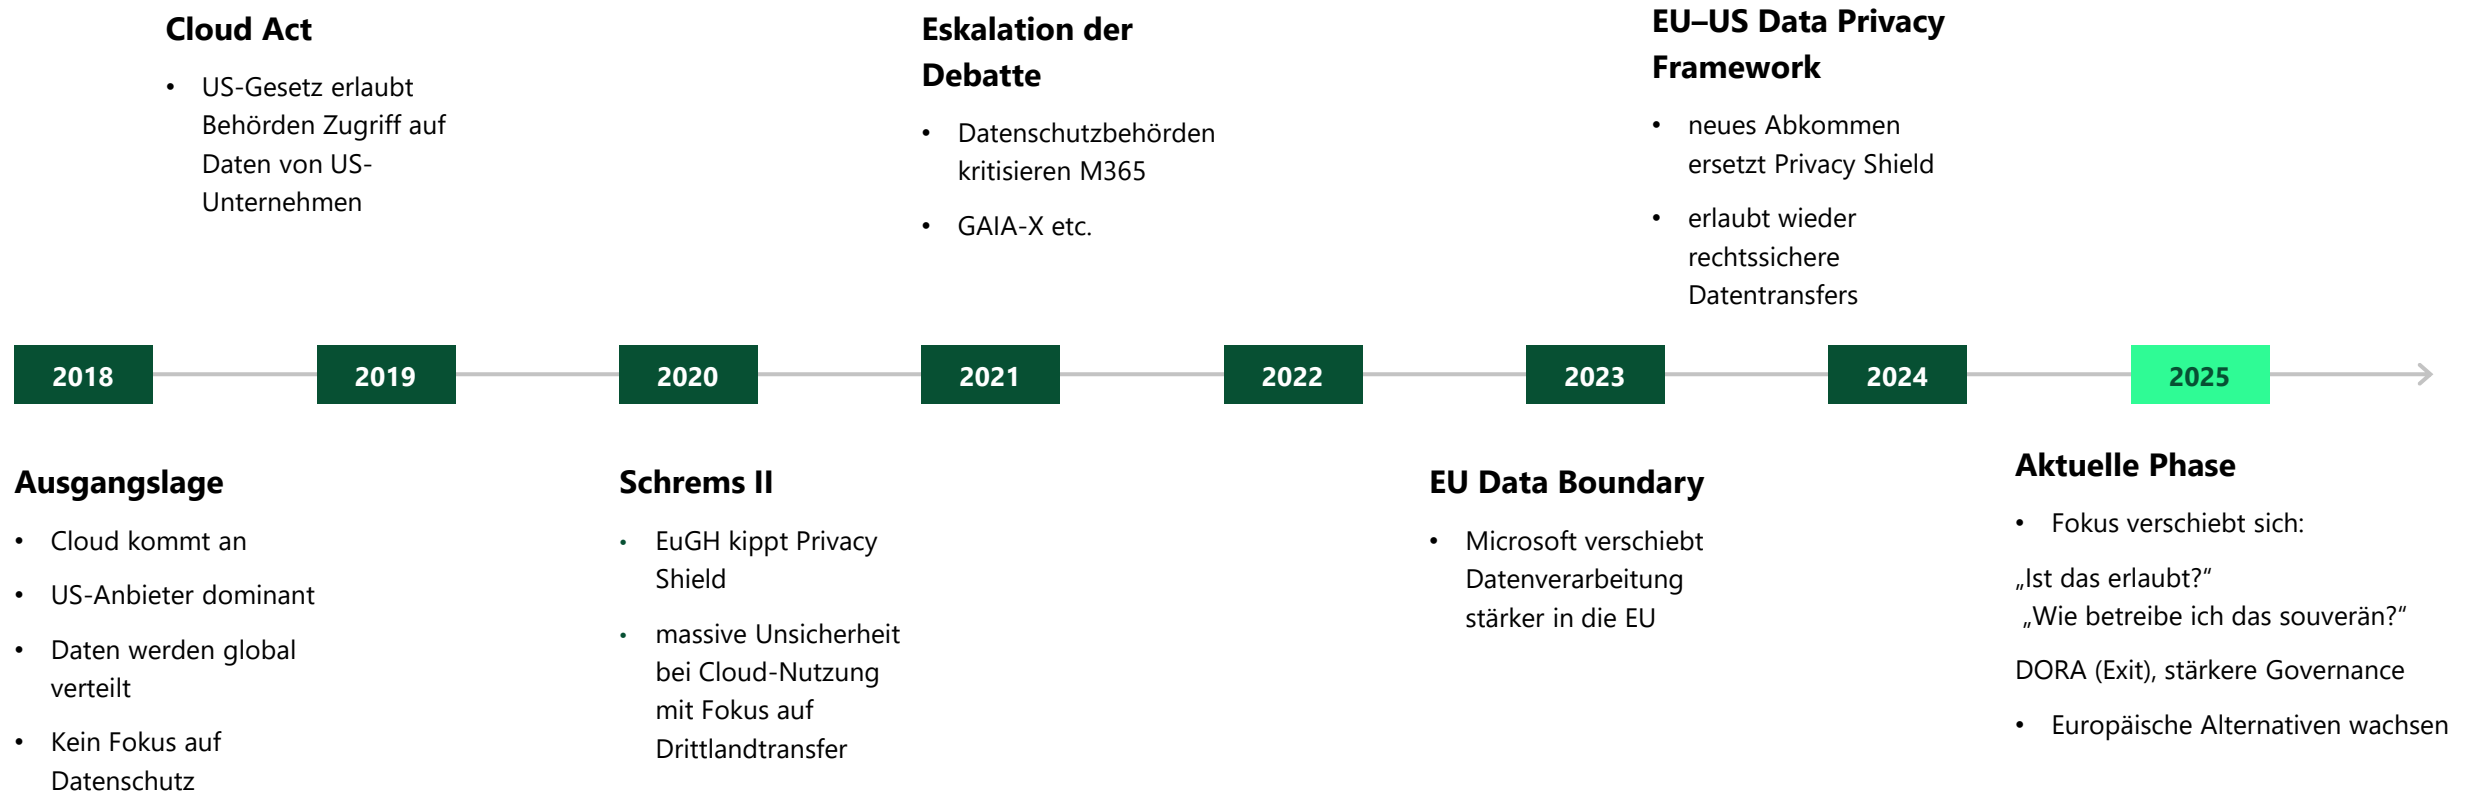 Cloud Act
• US-Gesetz erlaubt
Behörden Zugriff auf
Daten von US-
Unternehmen
Eskalation der
Debatte
• Datenschutzbehörden
kritisieren M365
• GAIA-X etc.
EU–US Data Privacy
Framework
• neues Abkommen
ersetzt Privacy Shield
• erlaubt wieder
rechtssichere
Datentransfers
2018
2019
2020
2021
2022
2023
2024
2025
Ausgangslage
• Cloud kommt an
• US-Anbieter dominant
• Daten werden global
verteilt
• Kein Fokus auf
Datenschutz
Schrems II
• EuGH kippt Privacy
Shield
• massive Unsicherheit
bei Cloud-Nutzung
mit Fokus auf
Drittlandtransfer
EU Data Boundary
• Microsoft verschiebt
Datenverarbeitung
stärker in die EU
Aktuelle Phase
• Fokus verschiebt sich:
„Ist das erlaubt?“
„Wie betreibe ich das souverän?“
DORA (Exit), stärkere Governance
• Europäische Alternativen wachsen